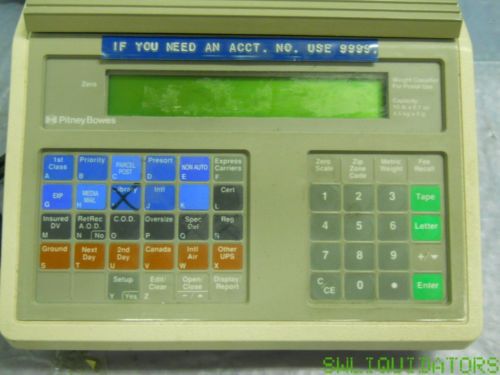 IF YOU NEED AN ACCT. NO. USE 9999.
Zero
Weight Classifier
For Postal Use
Capacity
Pitney Bowes
1st Class A
Priority B
PARCEL POST C
Presort D
NON AUTO E
Express Carriers F
EXP G
MEDIA MAIL H
Library
Intl J
K
Cert L
Insured DV M
RetRec A.O.D. N No
C.O.D. O
Oversize P
Spec Del Q
Reg R
Ground S
Next Day T
2nd Day U
Canada V
Intl Air W
Other UPS X
Setup Y Yes
Edit/ Clear Z
Open/ Close - / •
Display/ Report
Zero Scale
Zip Zone Code
Metric Weight
Fee Recall
1 2 3 Tape
4 5 6 Letter
7 8 9
C CE 0 • Enter
SWLIQUIDATORS